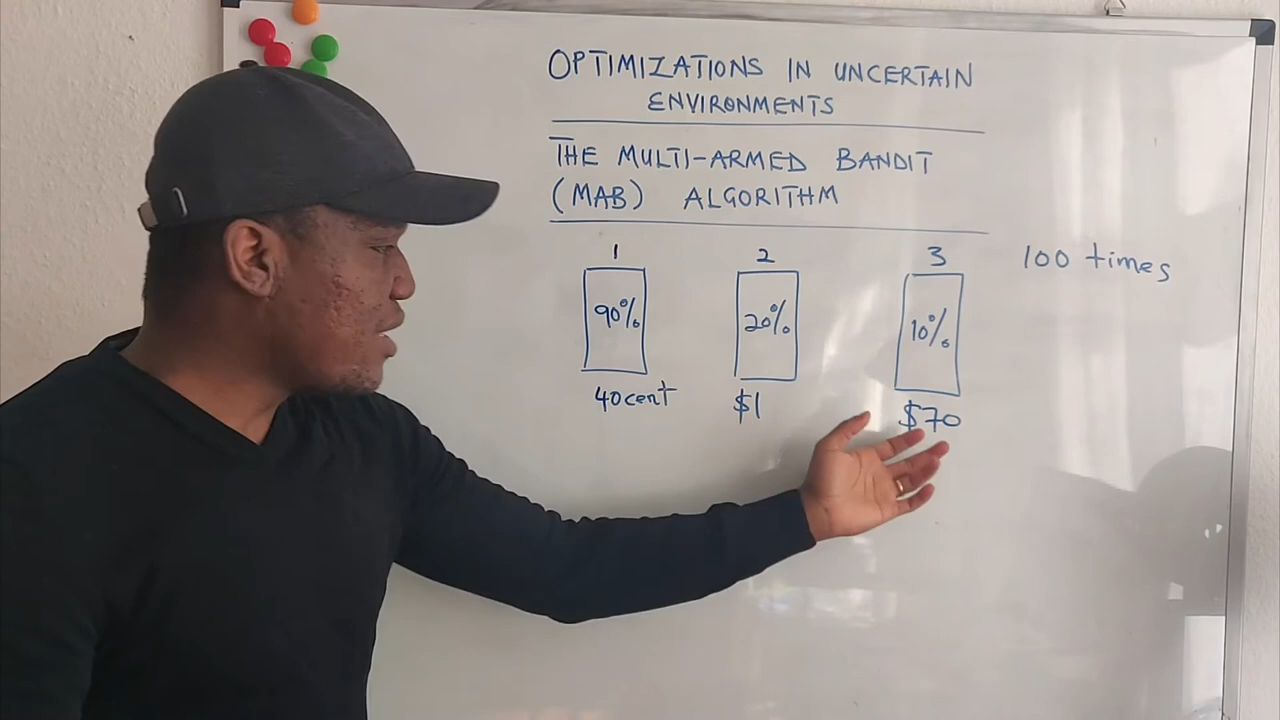 OPTIMIZATIONS IN UNCERTAIN
ENVIRONMENTS
THE MULTI-ARMED BANDIT
(MAB) ALGORITHM
1 2 3 100 times
90% 20% 10%
40cent $1 $70